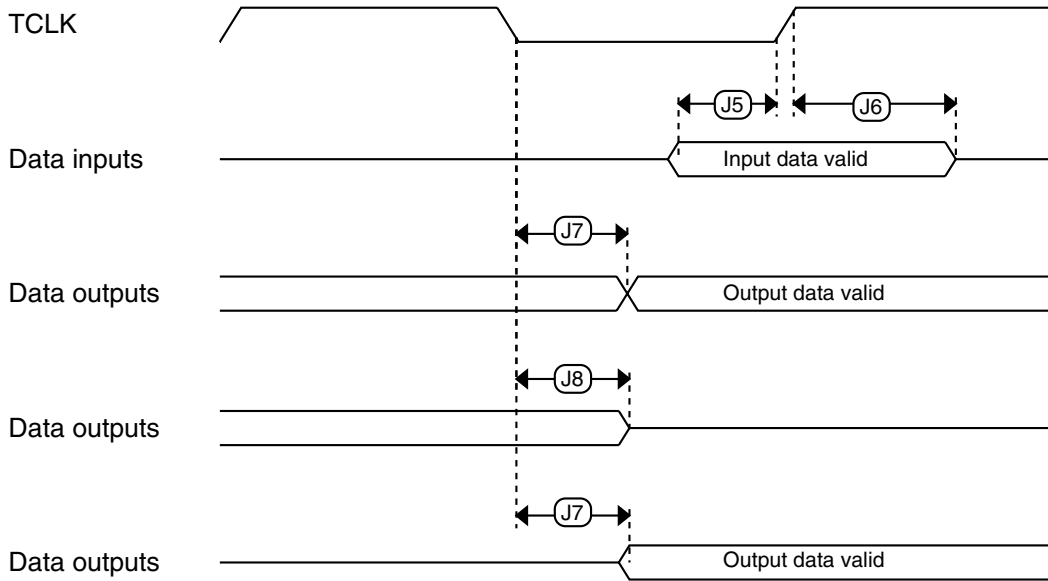 TCLK
J5
J6
Data inputs
Input data valid
J7
Data outputs
Output data valid
J8
Data outputs
J7
Data outputs
Output data valid